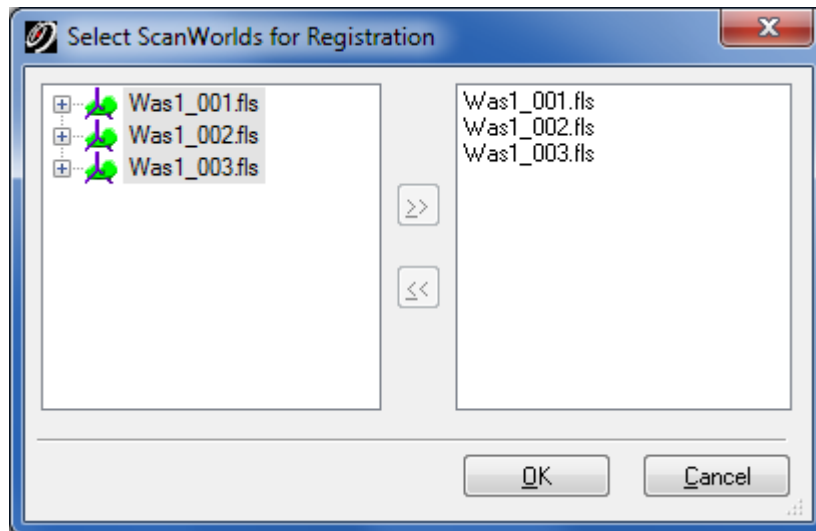 Select ScanWorlds for Registration
Was1_001.fls
Was1_002.fls
Was1_003.fls
>>
<<
Was1_001.fls
Was1_002.fls
Was1_003.fls
OK
Cancel